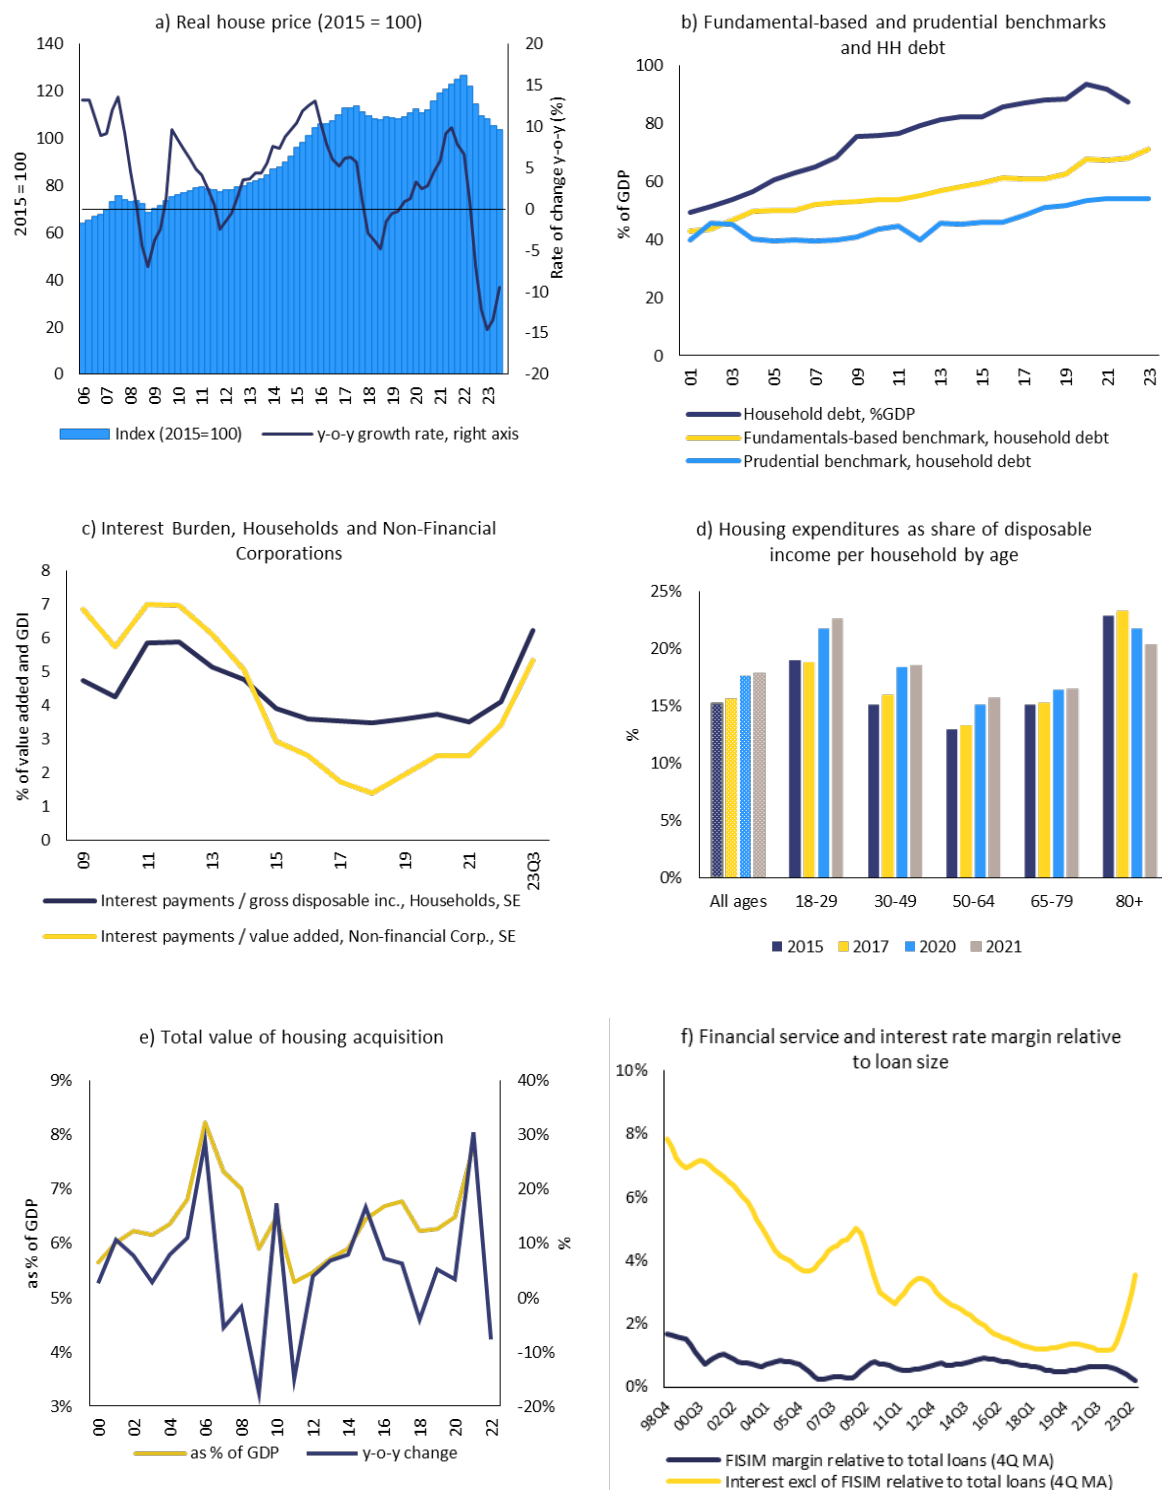 a) Real house price (2015 = 100)
140
120
100
80
60
40
20
0
2015 = 100
20
15
10
5
0
-5
-10
-15
-20
Rate of change y-o-y (%)
06 07 08 09 10 11 12 13 14 15 16 17 18 19 20 21 22 23
Index (2015=100) y-o-y growth rate, right axis
b) Fundamental-based and prudential benchmarks
and HH debt
100
80
60
40
20
0
% of GDP
01 03 05 07 09 11 13 15 17 19 21 23
Household debt, %GDP
Fundamentals-based benchmark, household debt
Prudential benchmark, household debt
c) Interest Burden, Households and Non-Financial
Corporations
8
7
6
5
4
3
2
1
0
% of value added and GDI
09 11 13 15 17 19 21 23Q3
Interest payments / gross disposable inc., Households, SE
Interest payments / value added, Non-financial Corp., SE
d) Housing expenditures as share of disposable
income per household by age
25%
20%
15%
10%
5%
0%
%
All ages 18-29 30-49 50-64 65-79 80+
2015 2017 2020 2021
e) Total value of housing acquisition
9%
8%
7%
6%
5%
4%
3%
as % of GDP
40%
30%
20%
10%
0%
-10%
-20%
%
00 02 04 06 08 10 12 14 16 18 20 22
as % of GDP y-o-y change
f) Financial service and interest rate margin relative
to loan size
10%
8%
6%
4%
2%
0%
98Q4 00Q3 02Q2 04Q1 05Q4 07Q3 09Q2 11Q1 12Q4 14Q3 16Q2 18Q1 19Q4 21Q3 23Q2
FISIM margin relative to total loans (4Q MA)
Interest excl of FISIM relative to total loans (4Q MA)